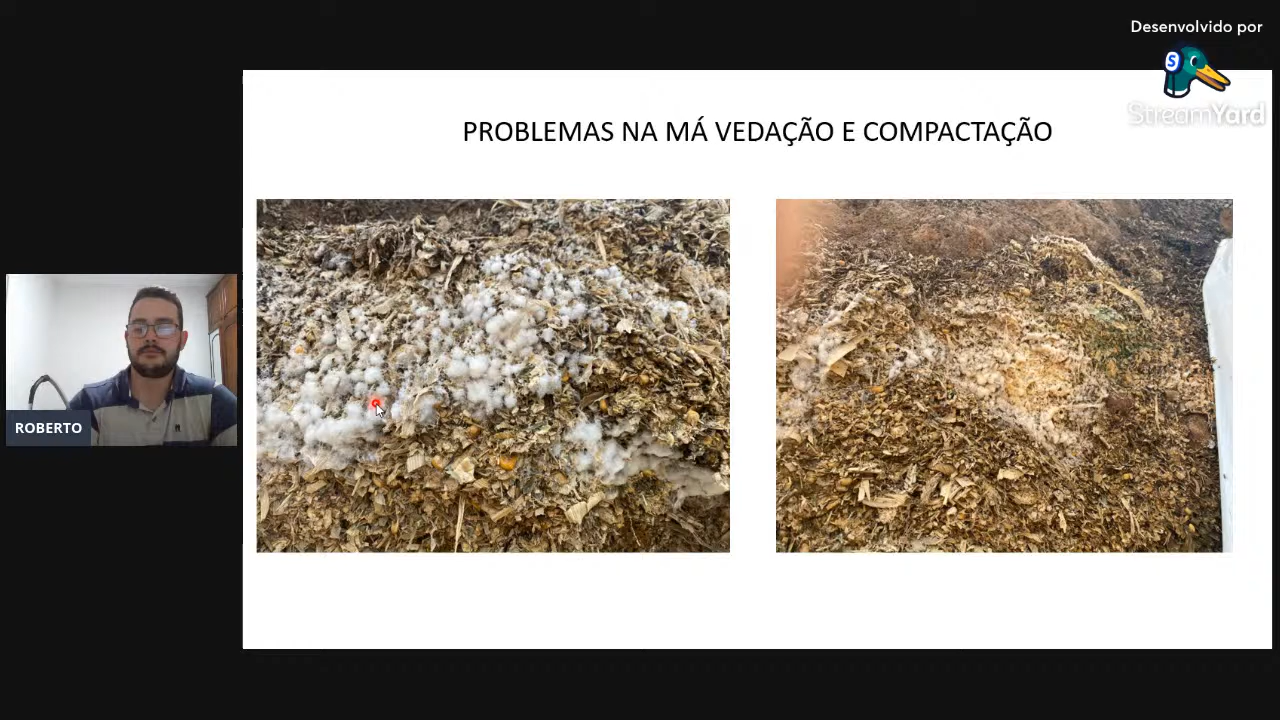 Desenvolvido por
S
StreamYard
PROBLEMAS NA MÁ VEDAÇÃO E COMPACTAÇÃO
ROBERTO